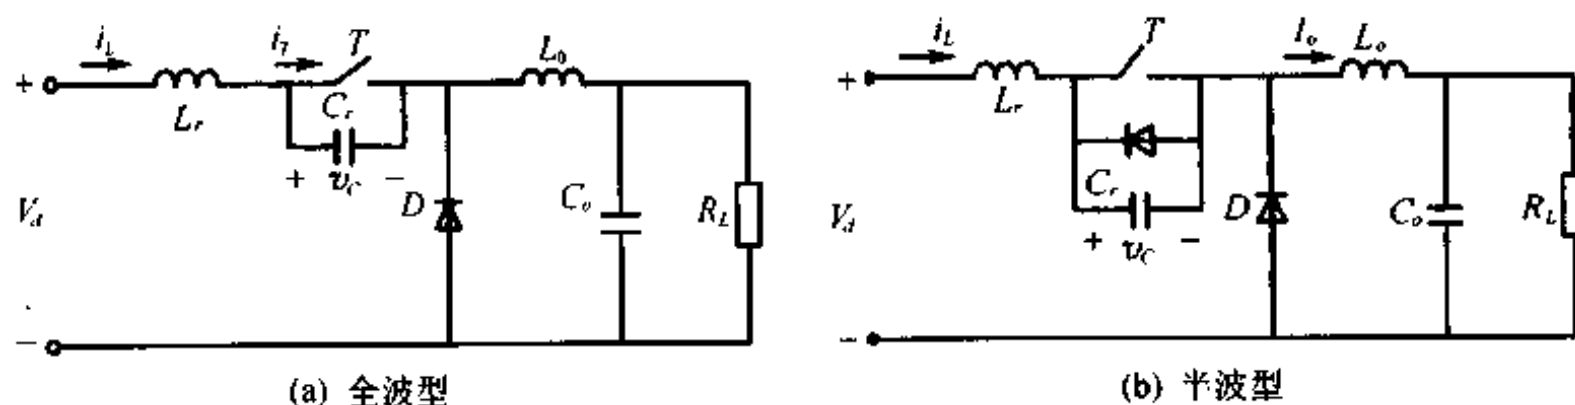 i_L i_T T L_0
+ L_r C_r
+ v_C −
V_d D C_o R_L
−
(a) 全波型
i_L T I_o L_o
+ L_r
C_r
+ v_C −
V_d D C_o R_L
−
(b) 半波型